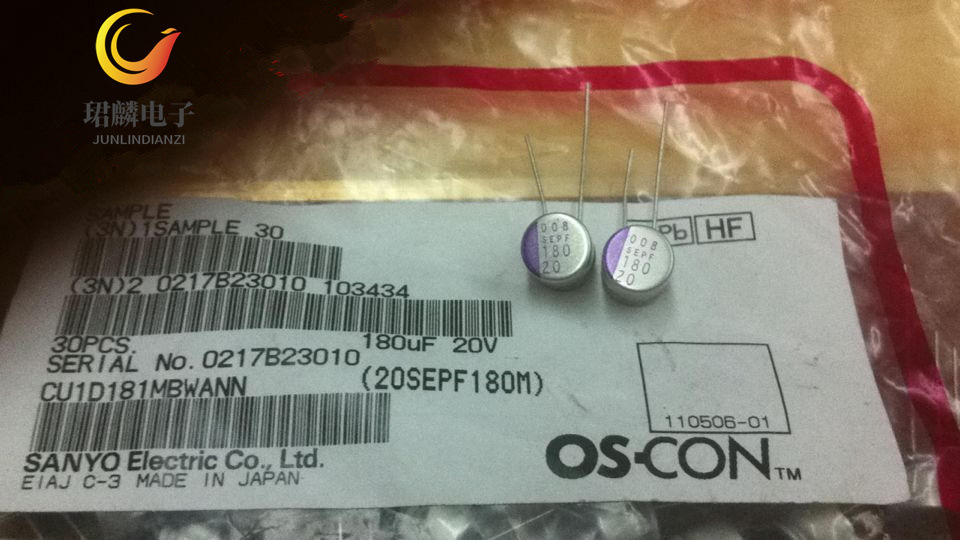 珺麟电子
JUNLINDIANZI
SAMPLE
(3N)1SAMPLE 30
(3N)2 0217B23010 103434
30PCS. 180uF 20V
SERIAL No. 0217B23010
CU1D181MBWANN (20SEPF180M)
SANYO Electric Co., Ltd.
EIAJ C-3 MADE IN JAPAN
008
SEPF
180
20
008
SEPF
180
20
Pb HF
110506-01
OS-CON™